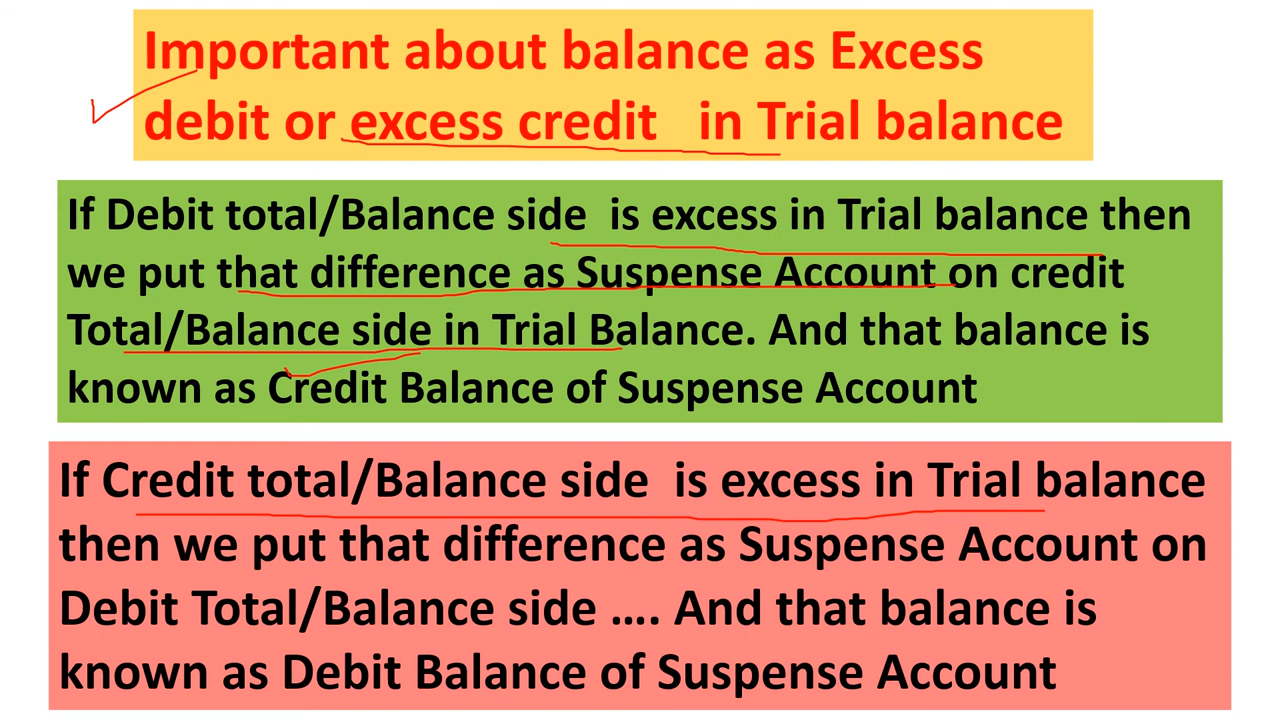 Important about balance as Excess
debit or excess credit in Trial balance
If Debit total/Balance side is excess in Trial balance then
we put that difference as Suspense Account on credit
Total/Balance side in Trial Balance. And that balance is
known as Credit Balance of Suspense Account
If Credit total/Balance side is excess in Trial balance
then we put that difference as Suspense Account on
Debit Total/Balance side .... And that balance is
known as Debit Balance of Suspense Account